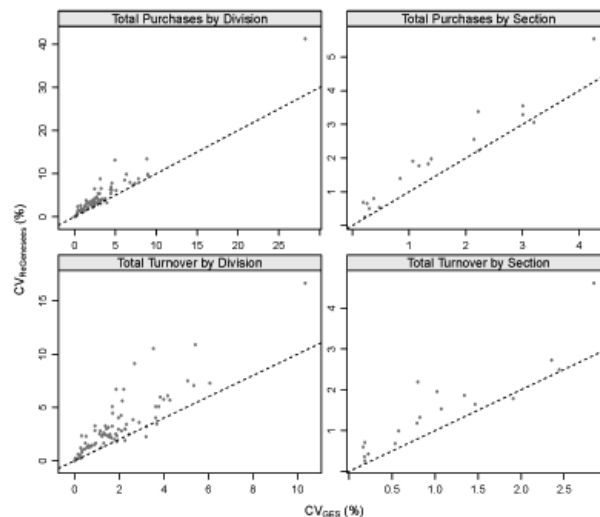 Total Purchases by Division
Total Purchases by Section
0 10 20 30 40
0 5 10 15 20 25 30
1 2 3 4 5
0 1 2 3 4
CV_ReGenesees (%)
Total Turnover by Division
Total Turnover by Section
0 5 10 15
0 2 4 6 8 10
0 1 2 3 4
0.0 0.5 1.0 1.5 2.0 2.5
CV_GES (%)